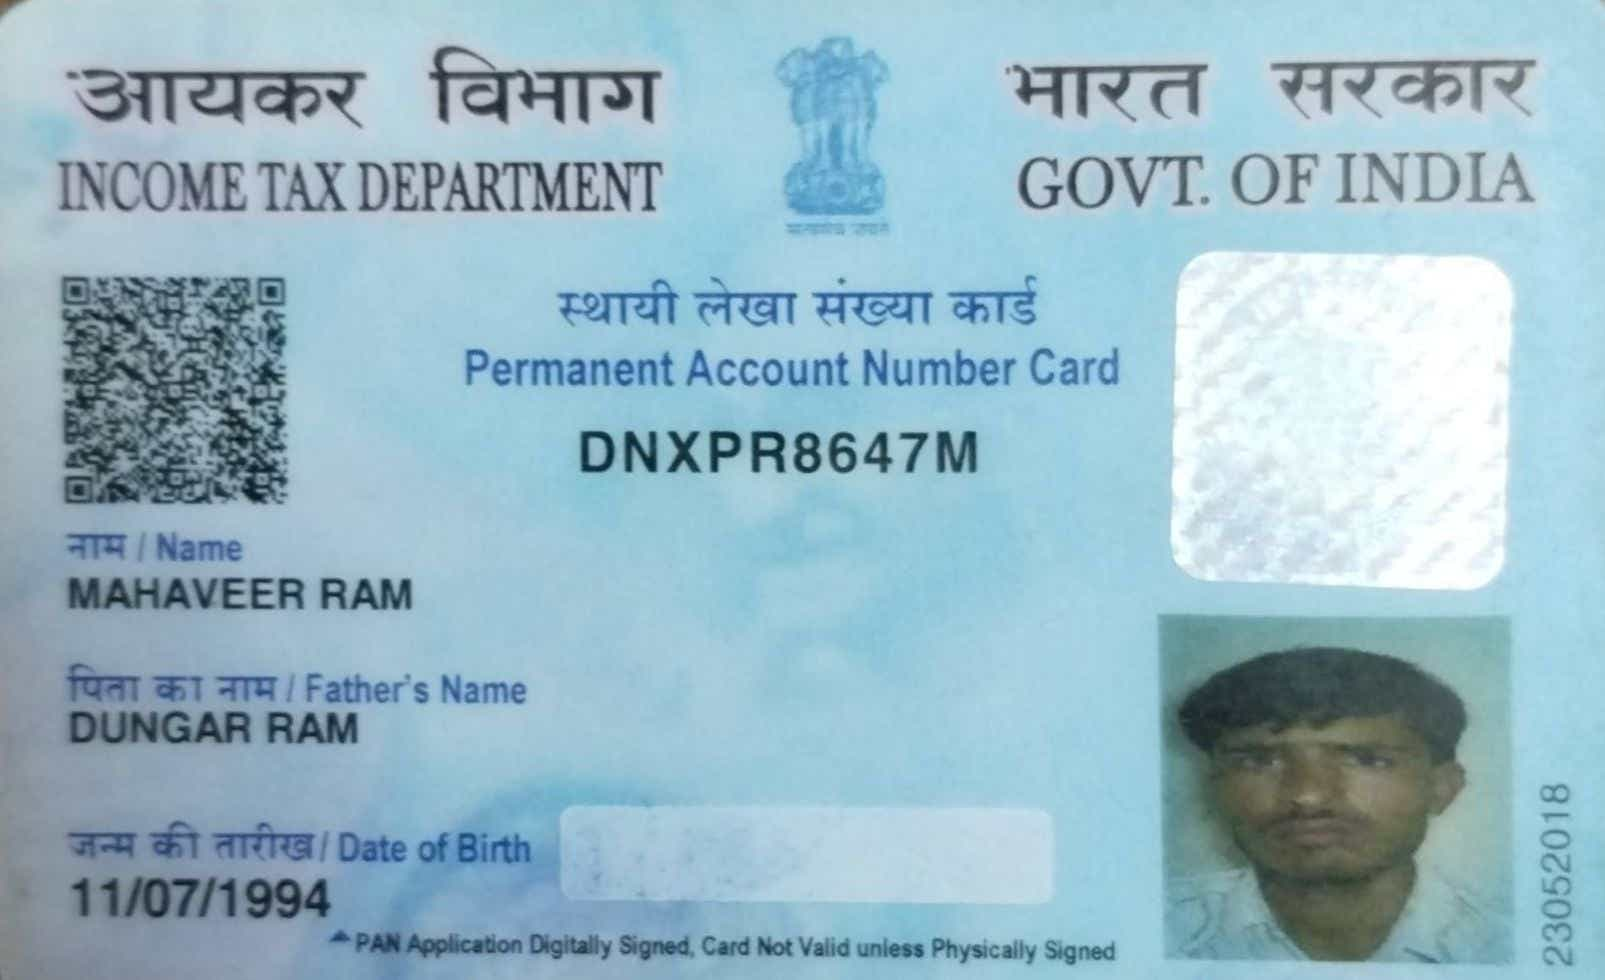 आयकर विभाग
INCOME TAX DEPARTMENT
सत्यमेव जयते
भारत सरकार
GOVT. OF INDIA
स्थायी लेखा संख्या कार्ड
Permanent Account Number Card
DNXPR8647M
नाम / Name
MAHAVEER RAM
पिता का नाम / Father's Name
DUNGAR RAM
जन्म की तारीख / Date of Birth
11/07/1994
PAN Application Digitally Signed, Card Not Valid unless Physically Signed
23052018